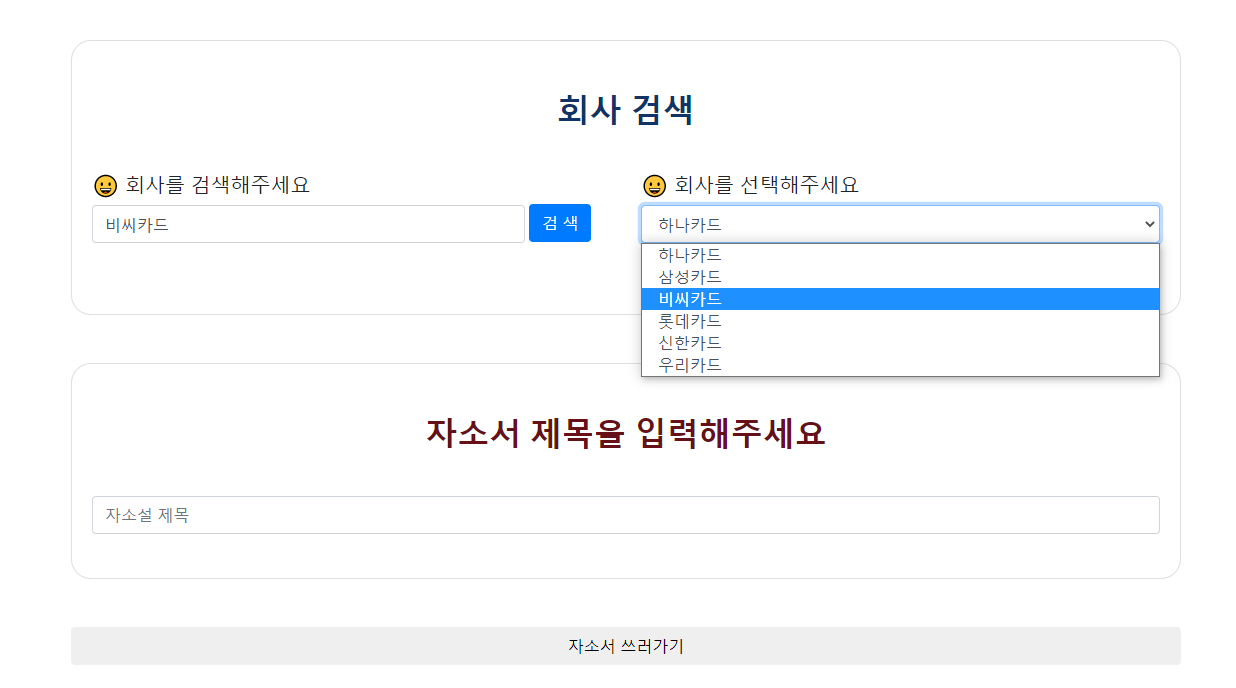 회사 검색
😀 회사를 검색해주세요
비씨카드
검 색
😀 회사를 선택해주세요
하나카드
하나카드
삼성카드
비씨카드
롯데카드
신한카드
우리카드
자소서 제목을 입력해주세요
자소설 제목
자소서 쓰러가기